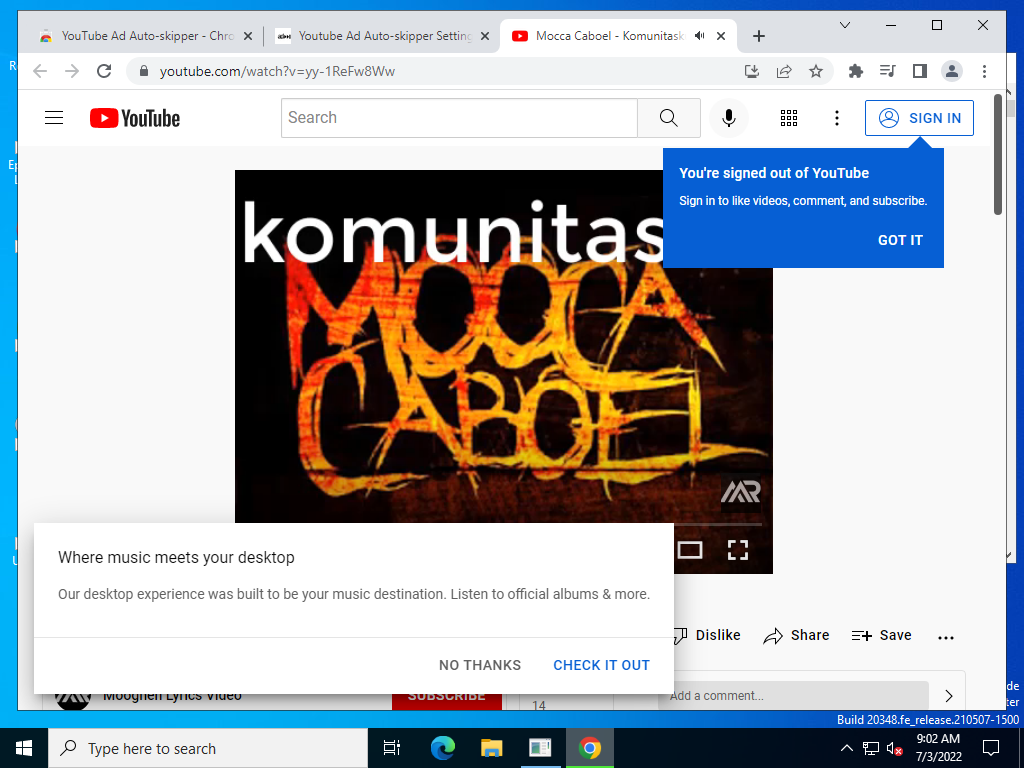 YouTube Ad Auto-skipper - Chro
Youtube Ad Auto-skipper Setting
Mocca Caboel - Komunitask
youtube.com/watch?v=yy-1ReFw8Ww
YouTube
Search
SIGN IN
You're signed out of YouTube
Sign in to like videos, comment, and subscribe.
GOT IT
komunitas
MOCCA
CABOEL
MR
Where music meets your desktop
Our desktop experience was built to be your music destination. Listen to official albums & more.
NO THANKS
CHECK IT OUT
Dislike
Share
Save
Mooghen Lyrics Video
SUBSCRIBE
14
Add a comment...
Build 20348.fe_release.210507-1500
Type here to search
9:02 AM
7/3/2022